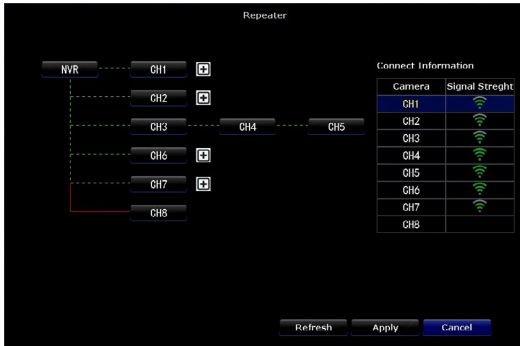 Repeater
NVR CH1
CH2
CH3 CH4 CH5
CH6
CH7
CH8
Connect Information
Camera Signal Streght
CH1
CH2
CH3
CH4
CH5
CH6
CH7
CH8
Refresh Apply Cancel